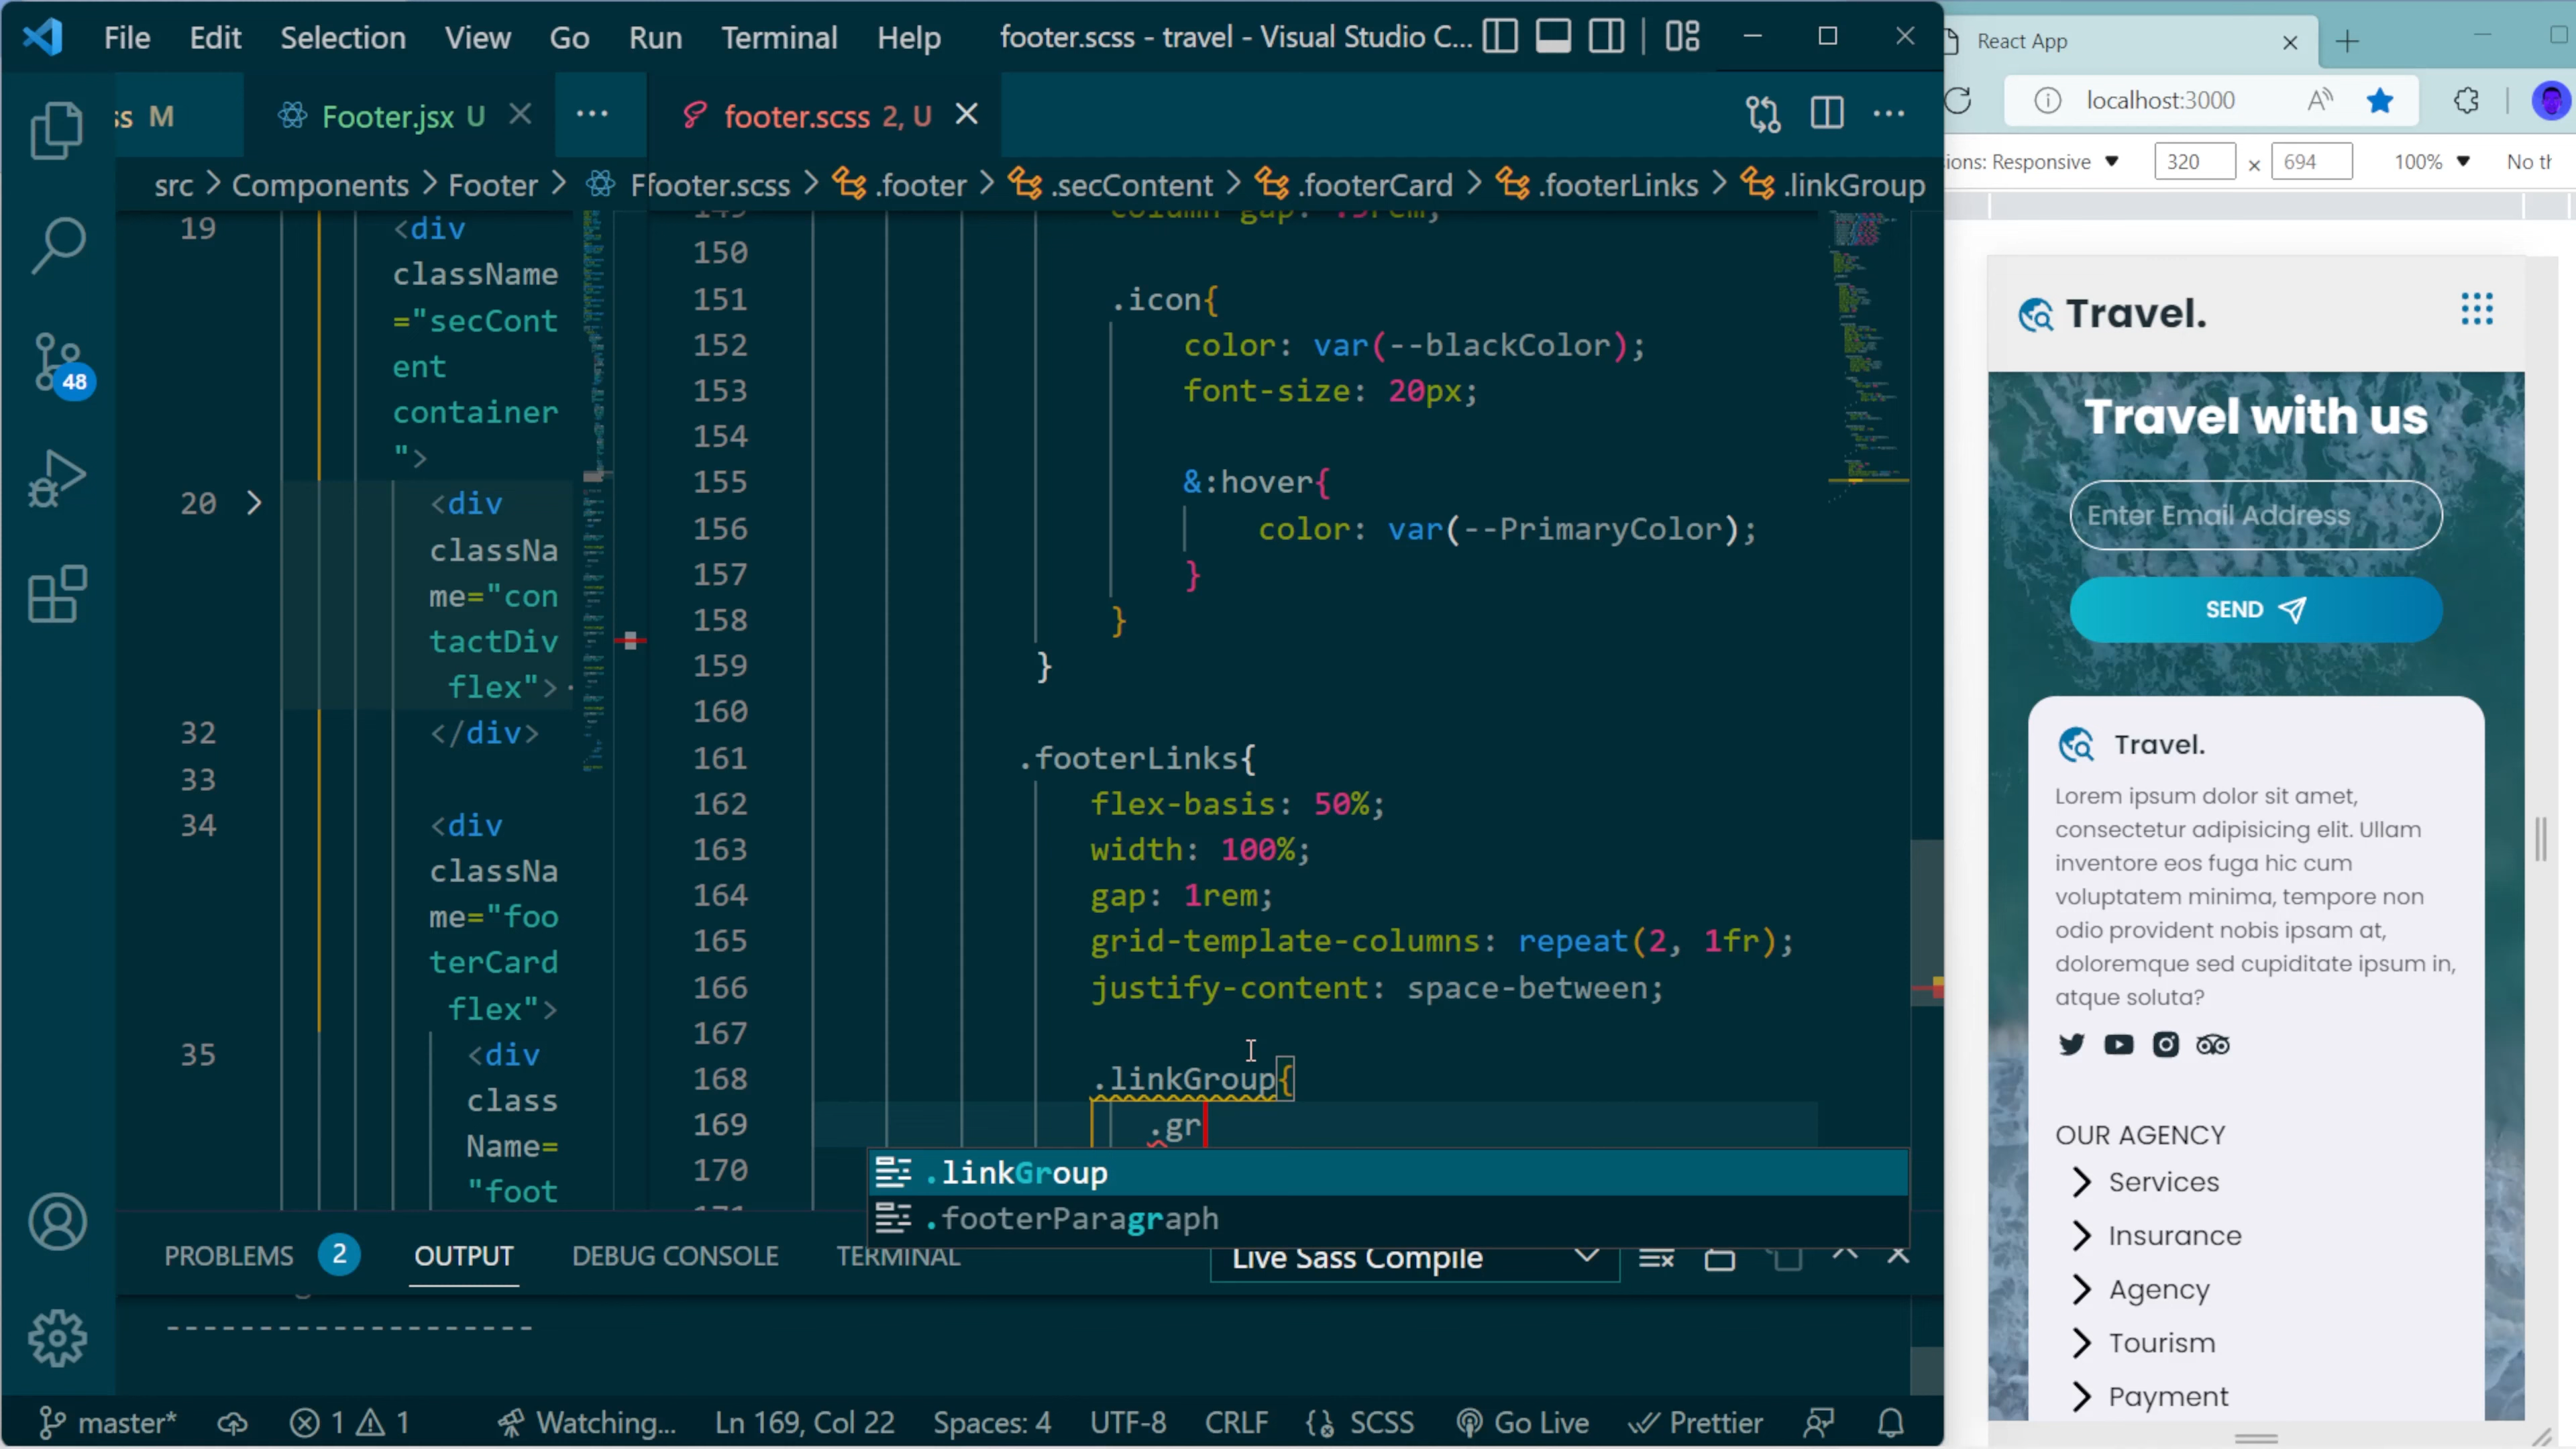 File Edit Selection View Go Run Terminal Help footer.scss - travel - Visual Studio C...
ss M Footer.jsx U ... footer.scss 2, U
src > Components > Footer > footer.scss > .footer > .secContent > .footerCard > .footerLinks > .linkGroup
19 <div
className
="secCont
ent
container
">
20 <div
classNa
me="con
tactDiv
flex">
32 </div>
33
34 <div
classNa
me="foo
terCard
flex">
35 <div
class
Name=
"foot
150
151 .icon{
152 color: var(--blackColor);
153 font-size: 20px;
154
155 &:hover{
156 color: var(--PrimaryColor);
157 }
158 }
159 }
160
161 .footerLinks{
162 flex-basis: 50%;
163 width: 100%;
164 gap: 1rem;
165 grid-template-columns: repeat(2, 1fr);
166 justify-content: space-between;
167
168 .linkGroup{
169 .gr
170
.linkGroup
.footerParagraph
48
PROBLEMS 2 OUTPUT DEBUG CONSOLE TERMINAL Live Sass Compile
--------------------
master* 1 1 Watching... Ln 169, Col 22 Spaces: 4 UTF-8 CRLF SCSS Go Live Prettier
React App
localhost:3000
ions: Responsive 320 × 694 100% No th
Travel.
Travel with us
Enter Email Address
SEND
Travel.
Lorem ipsum dolor sit amet,
consectetur adipisicing elit. Ullam
inventore eos fuga hic cum
voluptatem minima, tempore non
odio provident nobis ipsam at,
doloremque sed cupiditate ipsum in,
atque soluta?
OUR AGENCY
Services
Insurance
Agency
Tourism
Payment